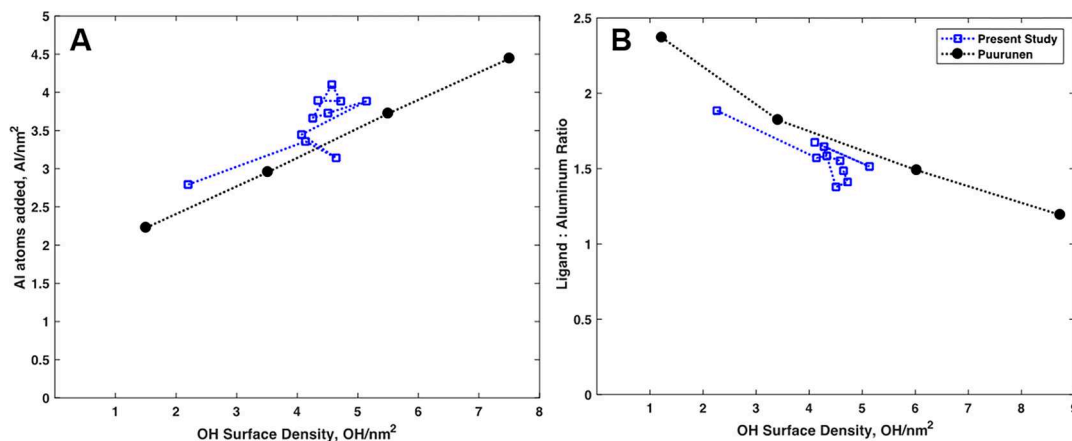 A
Al atoms added, Al/nm²
5
4.5
4
3.5
3
2.5
2
1.5
1
0.5
0
1 2 3 4 5 6 7 8
OH Surface Density, OH/nm²
B
Present Study
Puurunen
Ligand : Aluminum Ratio
2.5
2
1.5
1
0.5
0
1 2 3 4 5 6 7 8 9
OH Surface Density, OH/nm²